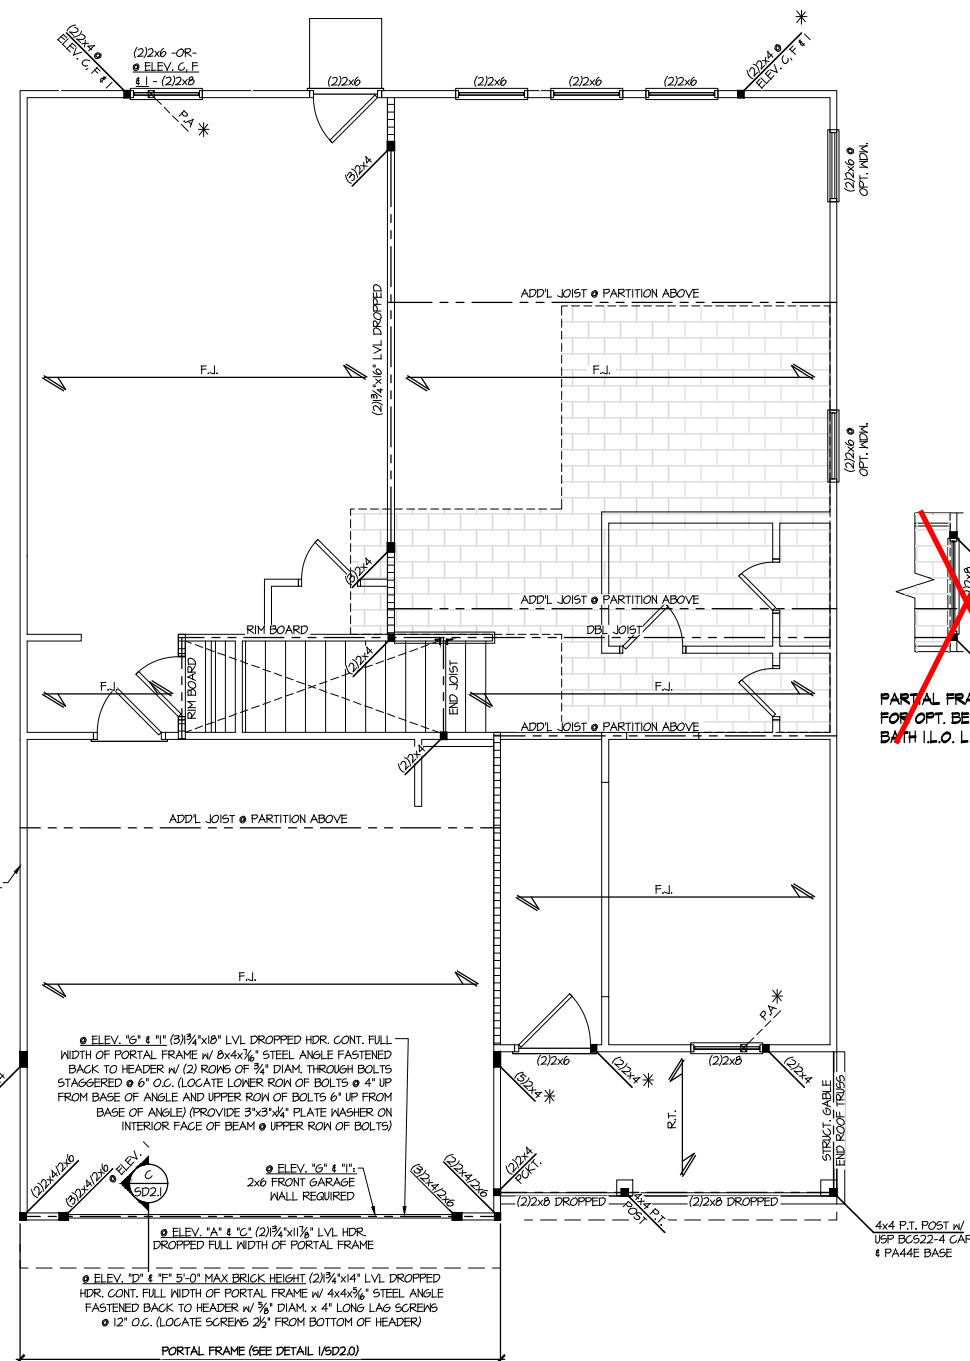 (2)2x4 @
ELEV. C, F & I
(2)2x6 -OR-
@ ELEV. C, F
& I - (2)2x8
P.A. *
(2)2x6
(2)2x6
(2)2x6
(2)2x6
*
(2)2x4 @
ELEV. C, F & I
(3)2x4
(2)2x6 @
OPT. WDW.
ADD'L JOIST @ PARTITION ABOVE
(2)1¾"x16" LVL DROPPED
F.J.
F.J.
(2)2x6 @
OPT. WDW.
(3)2x4
ADD'L JOIST @ PARTITION ABOVE
(2)2x8
RIM BOARD
DBL JOIST
(2)2x4
RIM BOARD
END JOIST
F.J.
F.J.
PARTIAL FRA
FOR OPT. BE
BATH I.L.O. L
ADD'L JOIST @ PARTITION ABOVE
(2)2x4
ADD'L JOIST @ PARTITION ABOVE
F.J.
F.J.
P.A. *
@ ELEV. "G" & "I" (3)1¾"x18" LVL DROPPED HDR. CONT. FULL
WIDTH OF PORTAL FRAME w/ 8x4x7/16" STEEL ANGLE FASTENED
BACK TO HEADER w/ (2) ROWS OF ¾" DIAM. THROUGH BOLTS
STAGGERED @ 6" O.C. (LOCATE LOWER ROW OF BOLTS @ 4" UP
FROM BASE OF ANGLE AND UPPER ROW OF BOLTS 6" UP FROM
BASE OF ANGLE) (PROVIDE 3"x3"x¼" PLATE WASHER ON
INTERIOR FACE OF BEAM @ UPPER ROW OF BOLTS)
(2)2x6
(2)2x4 *
(2)2x8
(2)2x4
(5)2x4 *
R.T.
STRUCT. GABLE
END ROOF TRUSS
(2)2x4/2x6
(3)2x4/2x6
@ ELEV. I
C
SD2.1
@ ELEV. "G" & "I":
2x6 FRONT GARAGE
WALL REQUIRED
(3)2x4/2x6
(2)2x4/2x6
(2)2x4
PCKT.
(2)2x8 DROPPED
4x4 P.T.
POST
(2)2x8 DROPPED
4x4 P.T. POST w/
USP BCS22-4 CAP
& PA44E BASE
@ ELEV. "A" & "C" (2)1¾"x11⅞" LVL HDR.
DROPPED FULL WIDTH OF PORTAL FRAME
@ ELEV. "D" & "F" 5'-0" MAX BRICK HEIGHT (2)1¾"x14" LVL DROPPED
HDR. CONT. FULL WIDTH OF PORTAL FRAME w/ 4x4x5/16" STEEL ANGLE
FASTENED BACK TO HEADER w/ ⅝" DIAM. x 4" LONG LAG SCREWS
@ 12" O.C. (LOCATE SCREWS 2½" FROM BOTTOM OF HEADER)
PORTAL FRAME (SEE DETAIL 1/SD2.0)